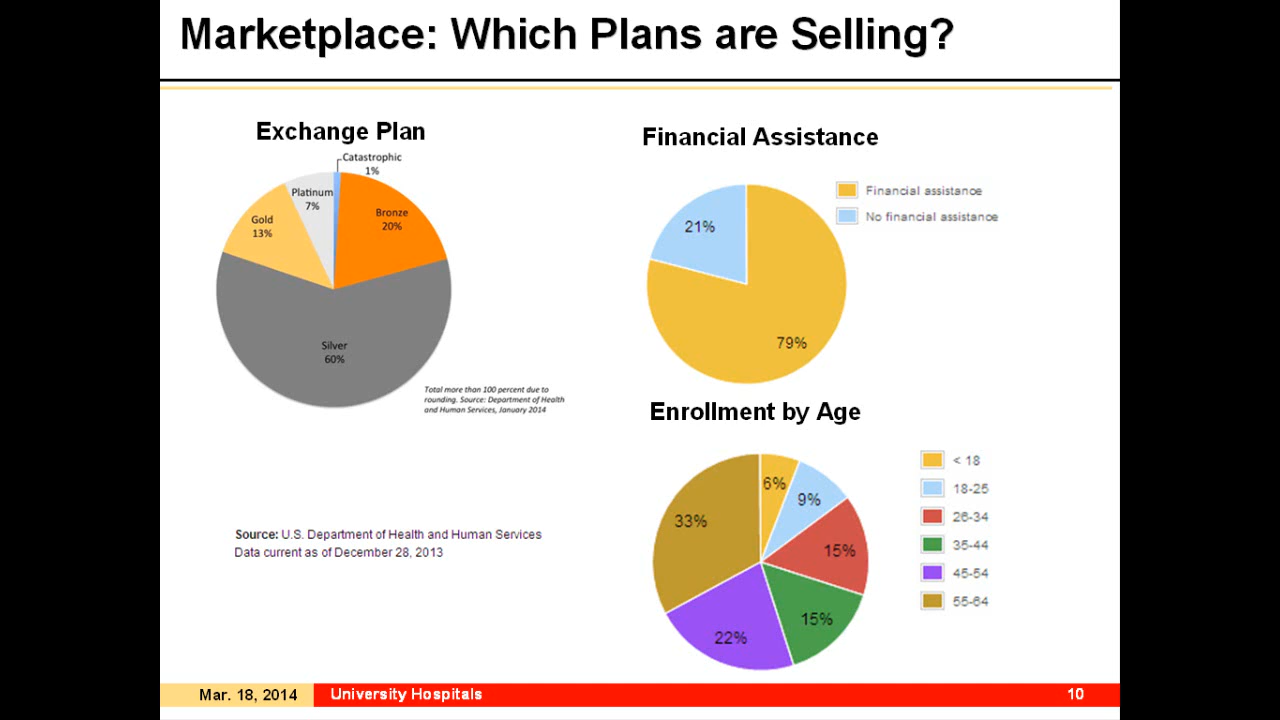 Marketplace: Which Plans are Selling?
Exchange Plan
Catastrophic
1%
Platinum
7%
Bronze
20%
Gold
13%
Silver
60%
Total more than 100 percent due to
rounding. Source: Department of Health
and Human Services, January 2014
Source: U.S. Department of Health and Human Services
Data current as of December 28, 2013
Financial Assistance
Financial assistance
No financial assistance
21%
79%
Enrollment by Age
6%
9%
15%
15%
22%
33%
< 18
18-25
26-34
35-44
45-54
55-64
Mar. 18, 2014
University Hospitals
10